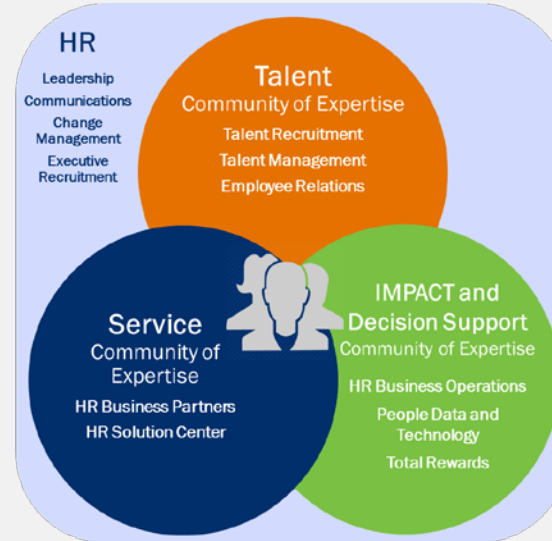 HR
Leadership
Communications
Change
Management
Executive
Recruitment
Talent
Community of Expertise
Talent Recruitment
Talent Management
Employee Relations
Service
Community of
Expertise
HR Business Partners
HR Solution Center
IMPACT and
Decision Support
Community of Expertise
HR Business Operations
People Data and
Technology
Total Rewards